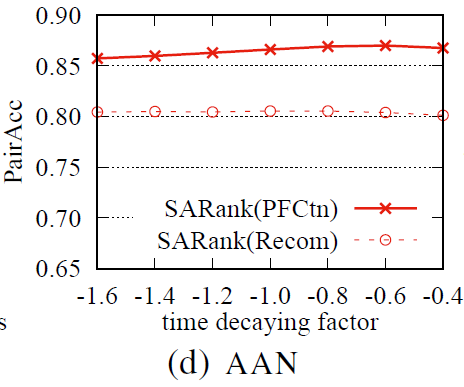 0.90
0.85
0.80
0.75
0.70
0.65
PairAcc
SARank(PFCtn)
SARank(Recom)
-1.6 -1.4 -1.2 -1.0 -0.8 -0.6 -0.4
s
time decaying factor
(d) AAN